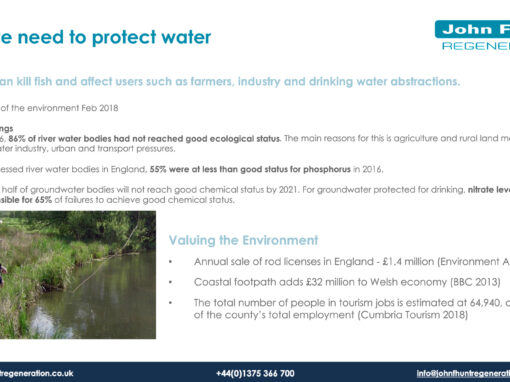 e need to protect water
John F
REGENER
an kill fish and affect users such as farmers, industry and drinking water abstractions.
of the environment Feb 2018
ngs
6, 86% of river water bodies had not reached good ecological status. The main reasons for this is agriculture and rural land m
ter industry, urban and transport pressures.
essed river water bodies in England, 55% were at less than good status for phosphorus in 2016.
half of groundwater bodies will not reach good chemical status by 2021. For groundwater protected for drinking, nitrate leve
sible for 65% of failures to achieve good chemical status.
Valuing the Environment
• Annual sale of rod licenses in England - £1.4 million (Environment A
• Coastal footpath adds £32 million to Welsh economy (BBC 2013)
• The total number of people in tourism jobs is estimated at 64,940,
of the county's total employment (Cumbria Tourism 2018)
tregeneration.co.uk
+44(0)1375 366 700
info@johnfhuntregenerati